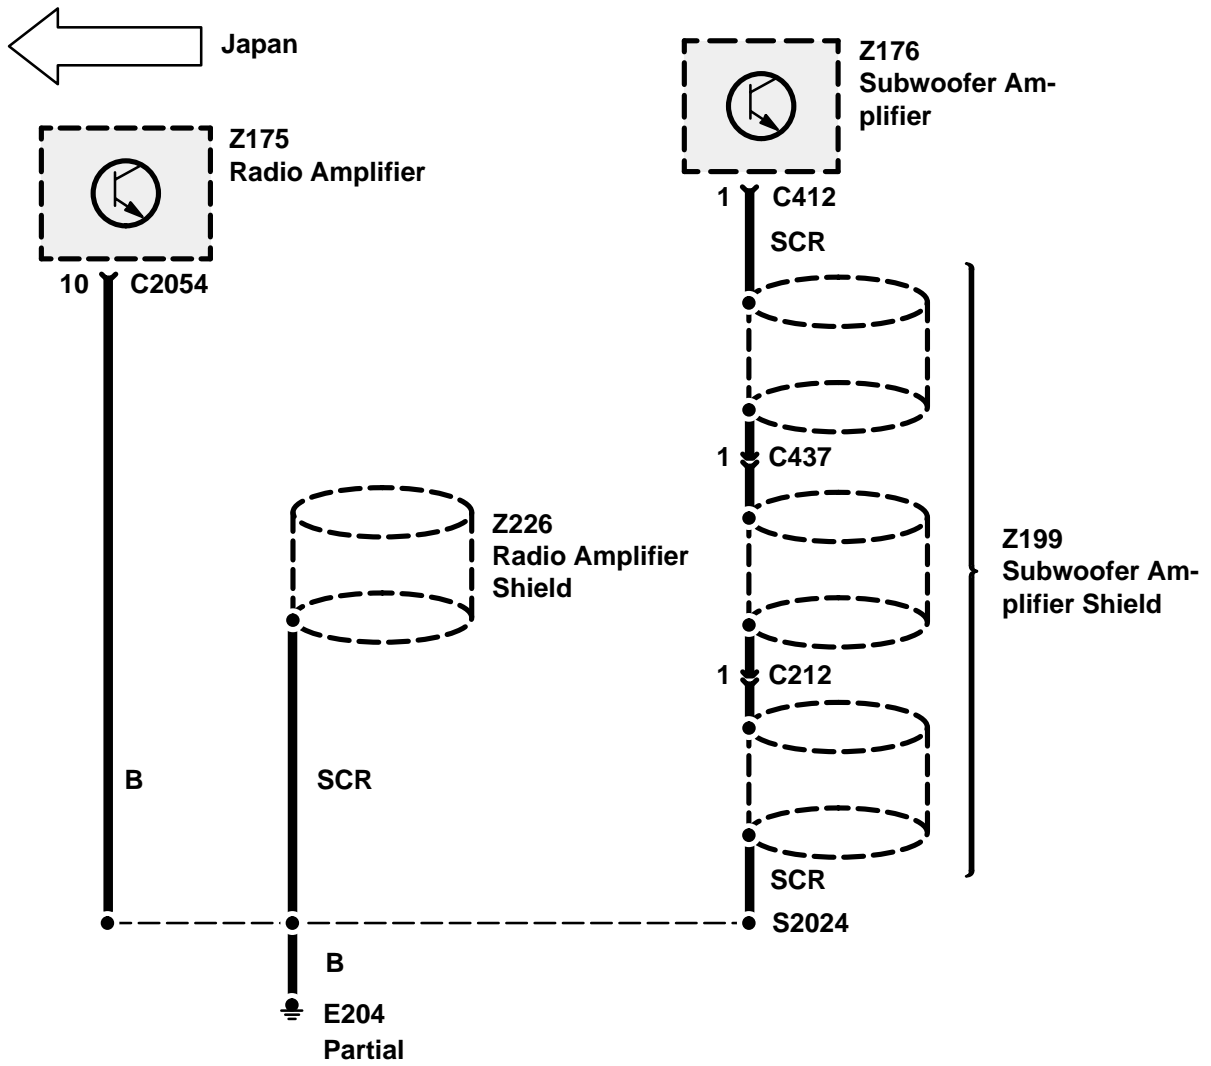 Japan
Z176
Subwoofer Am-
plifier
Z175
Radio Amplifier
1 C412
SCR
10 C2054
1 C437
Z226
Radio Amplifier
Shield
Z199
Subwoofer Am-
plifier Shield
1 C212
B
SCR
SCR
S2024
B
E204
Partial